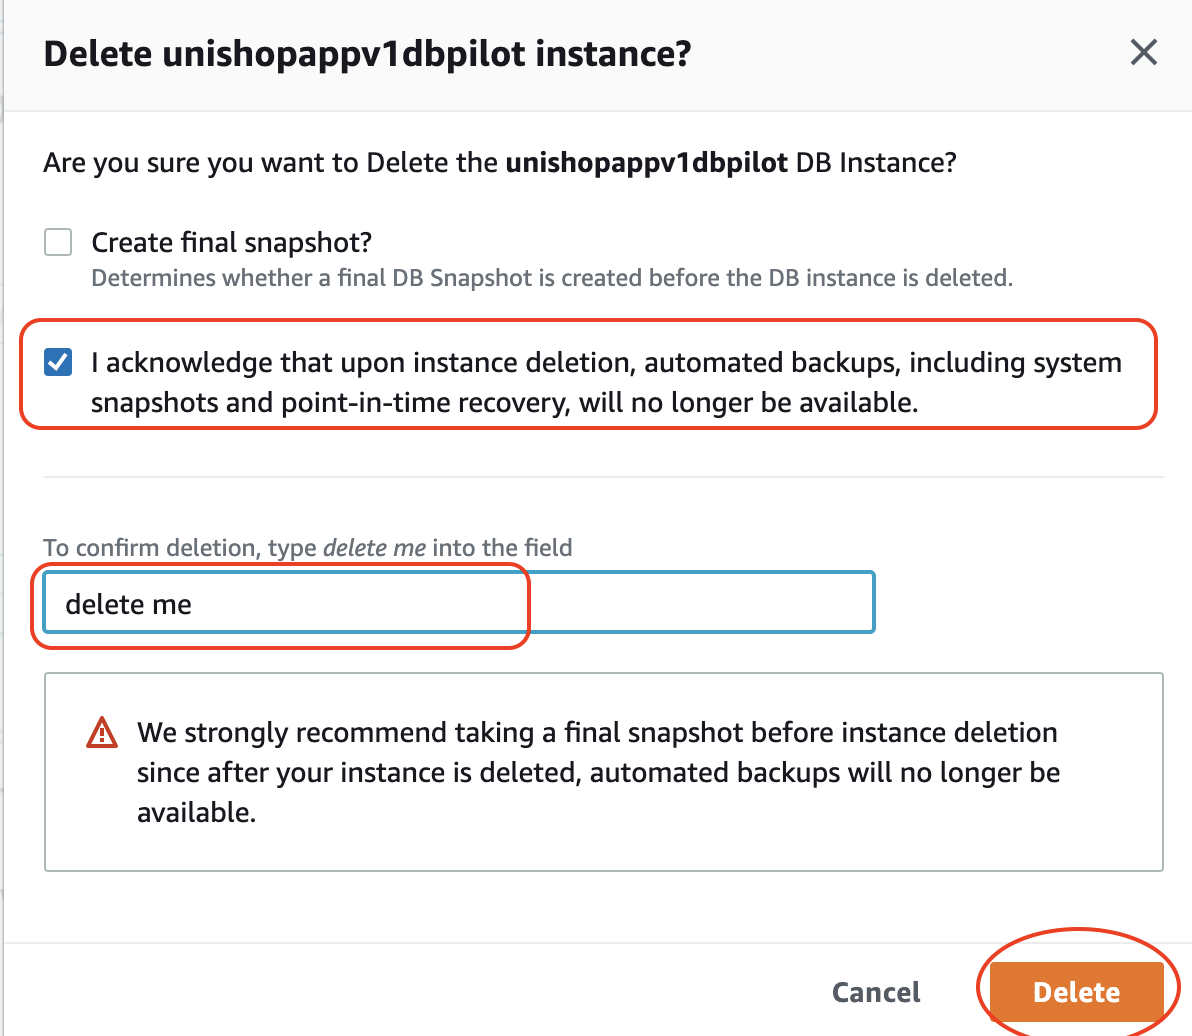 Delete unishopappv1dbpilot instance?
Are you sure you want to Delete the unishopappv1dbpilot DB Instance?
Create final snapshot?
Determines whether a final DB Snapshot is created before the DB instance is deleted.
I acknowledge that upon instance deletion, automated backups, including system
snapshots and point-in-time recovery, will no longer be available.
To confirm deletion, type delete me into the field
delete me
We strongly recommend taking a final snapshot before instance deletion
since after your instance is deleted, automated backups will no longer be
available.
Cancel
Delete